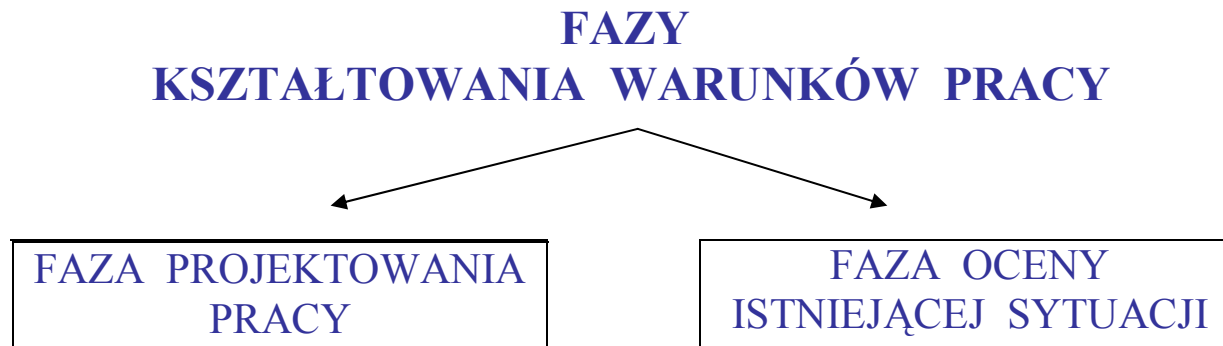 FAZY
KSZTAŁTOWANIA WARUNKÓW PRACY
FAZA PROJEKTOWANIA
PRACY
FAZA OCENY
ISTNIEJĄCEJ SYTUACJI